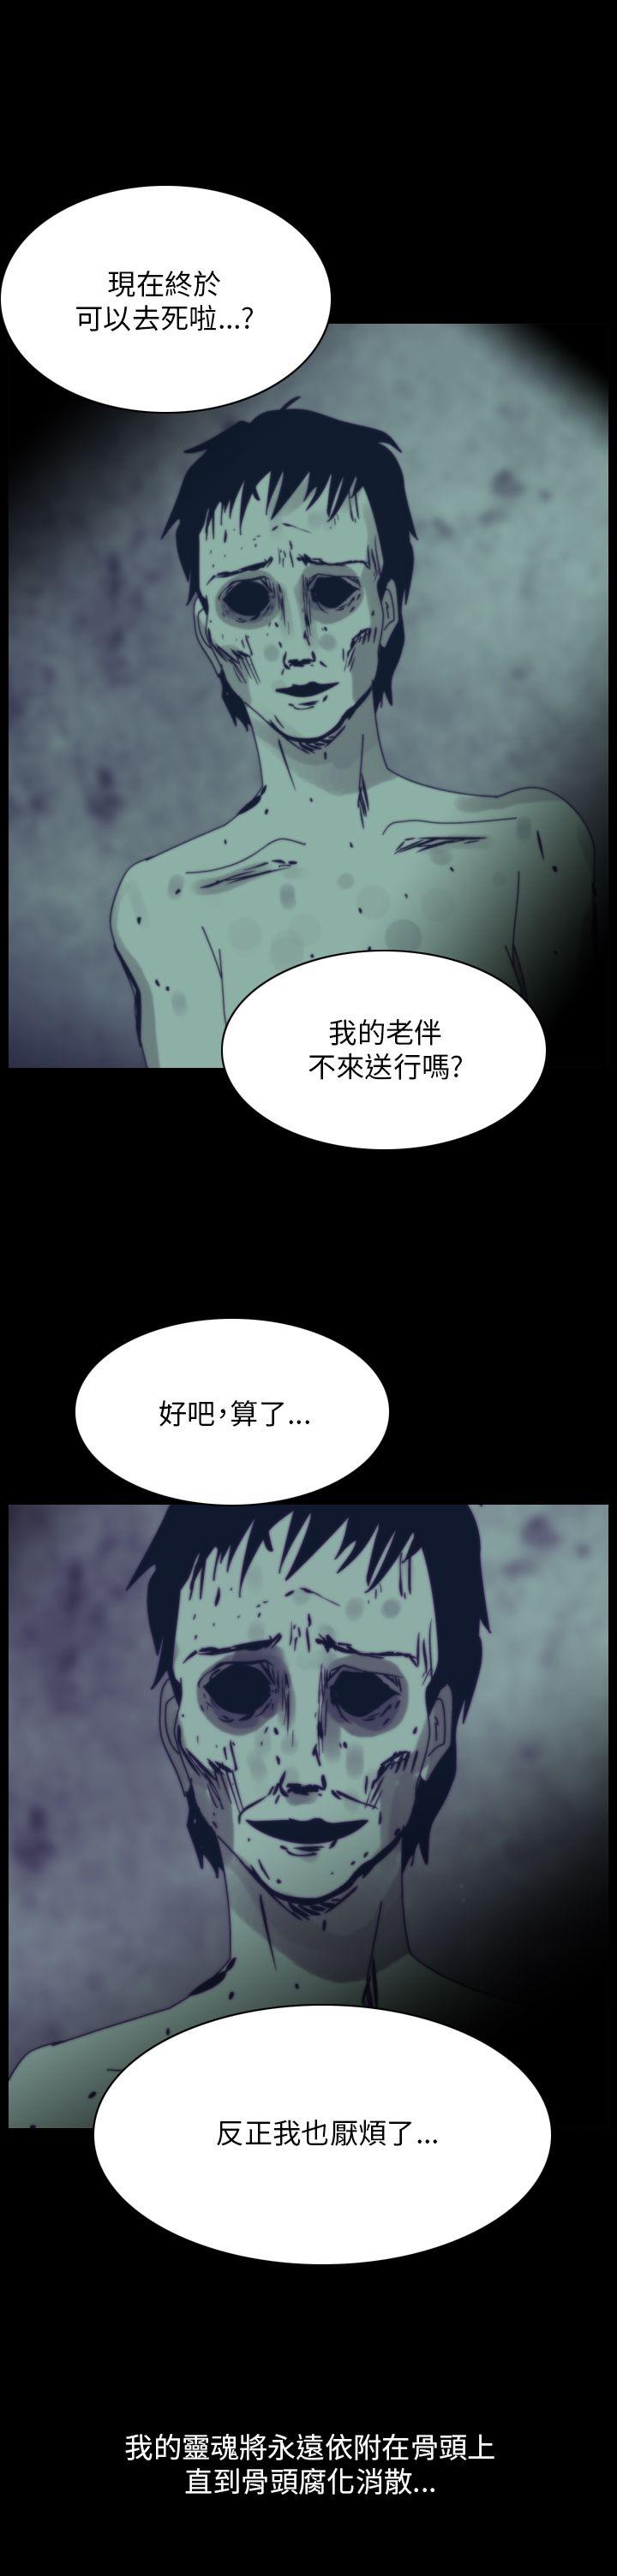 現在終於
可以去死啦...?
我的老伴
不來送行嗎?
好吧,算了...
反正我也厭煩了...
我的靈魂將永遠依附在骨頭上
直到骨頭腐化消散...